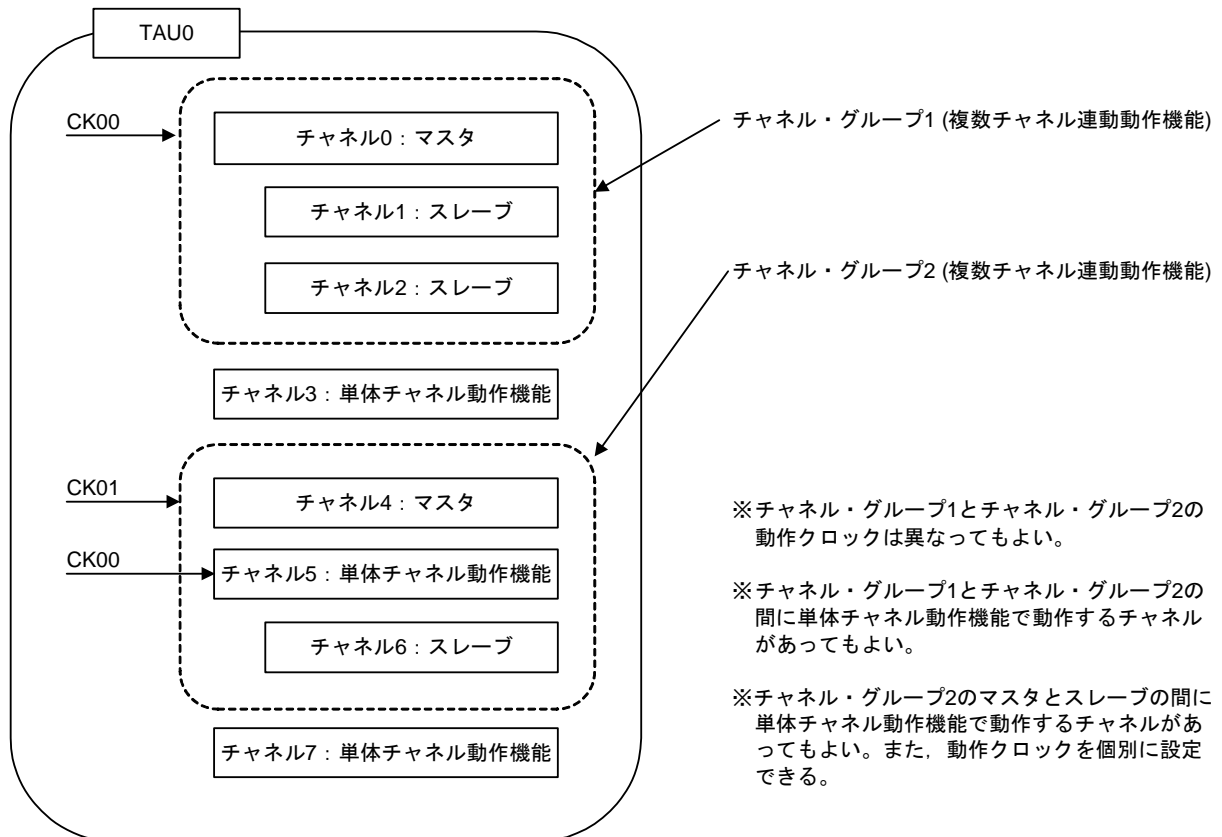 TAU0
CK00
チャネル0：マスタ
チャネル1：スレーブ
チャネル2：スレーブ
チャネル・グループ1 (複数チャネル連動動作機能)
チャネル・グループ2 (複数チャネル連動動作機能)
チャネル3：単体チャネル動作機能
CK01
チャネル4：マスタ
CK00
チャネル5：単体チャネル動作機能
チャネル6：スレーブ
チャネル7：単体チャネル動作機能
※チャネル・グループ1とチャネル・グループ2の
動作クロックは異なってもよい。
※チャネル・グループ1とチャネル・グループ2の
間に単体チャネル動作機能で動作するチャネル
があってもよい。
※チャネル・グループ2のマスタとスレーブの間に
単体チャネル動作機能で動作するチャネルがあ
ってもよい。また，動作クロックを個別に設定
できる。